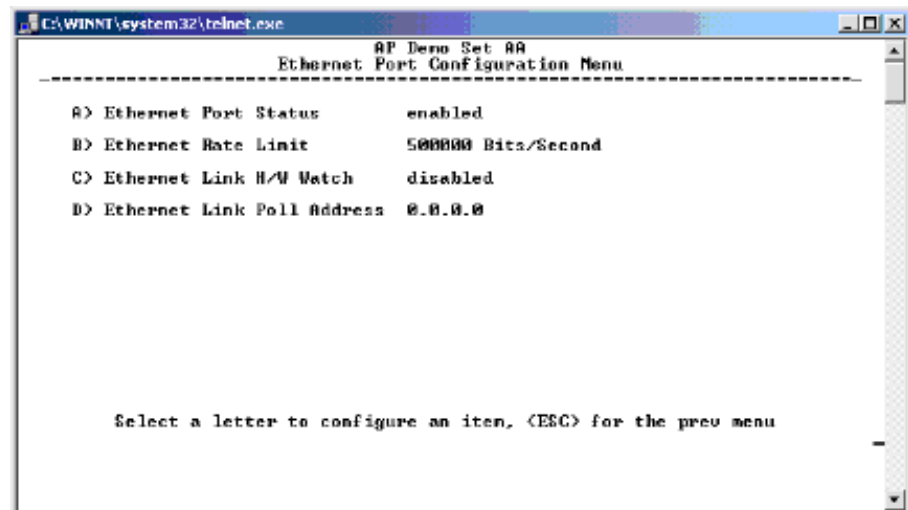 C:\WINNT\system32\telnet.exe
AP Demo Set AA
Ethernet Port Configuration Menu
A) Ethernet Port Status enabled
B) Ethernet Rate Limit 500000 Bits/Second
C) Ethernet Link H/W Watch disabled
D) Ethernet Link Poll Address 0.0.0.0
Select a letter to configure an item, <ESC> for the prev menu